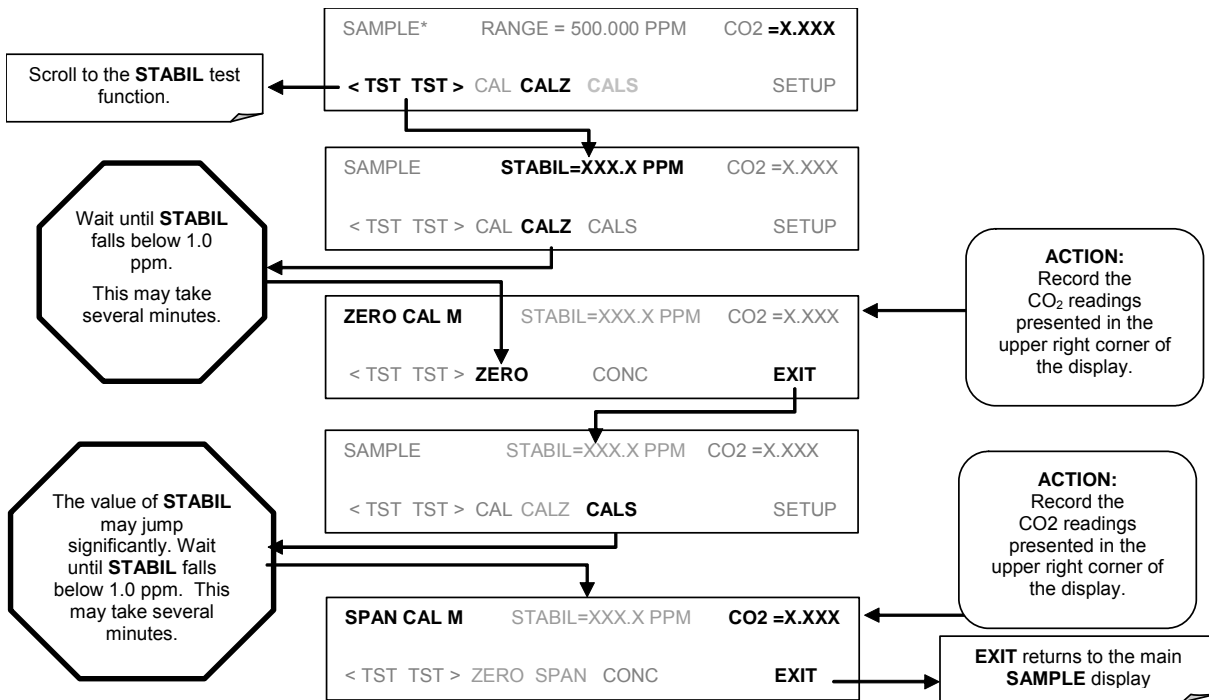 SAMPLE* RANGE = 500.000 PPM CO2 =X.XXX
< TST TST > CAL CALZ CALS SETUP
Scroll to the STABIL test
function.
SAMPLE STABIL=XXX.X PPM CO2 =X.XXX
< TST TST > CAL CALZ CALS SETUP
Wait until STABIL
falls below 1.0
ppm.
This may take
several minutes.
ZERO CAL M STABIL=XXX.X PPM CO2 =X.XXX
< TST TST > ZERO CONC EXIT
ACTION:
Record the
CO₂ readings
presented in the
upper right corner of
the display.
SAMPLE STABIL=XXX.X PPM CO2 =X.XXX
< TST TST > CAL CALZ CALS SETUP
The value of STABIL
may jump
significantly. Wait
until STABIL falls
below 1.0 ppm. This
may take several
minutes.
ACTION:
Record the
CO2 readings
presented in the
upper right corner of
the display.
SPAN CAL M STABIL=XXX.X PPM CO2 =X.XXX
< TST TST > ZERO SPAN CONC EXIT
EXIT returns to the main
SAMPLE display